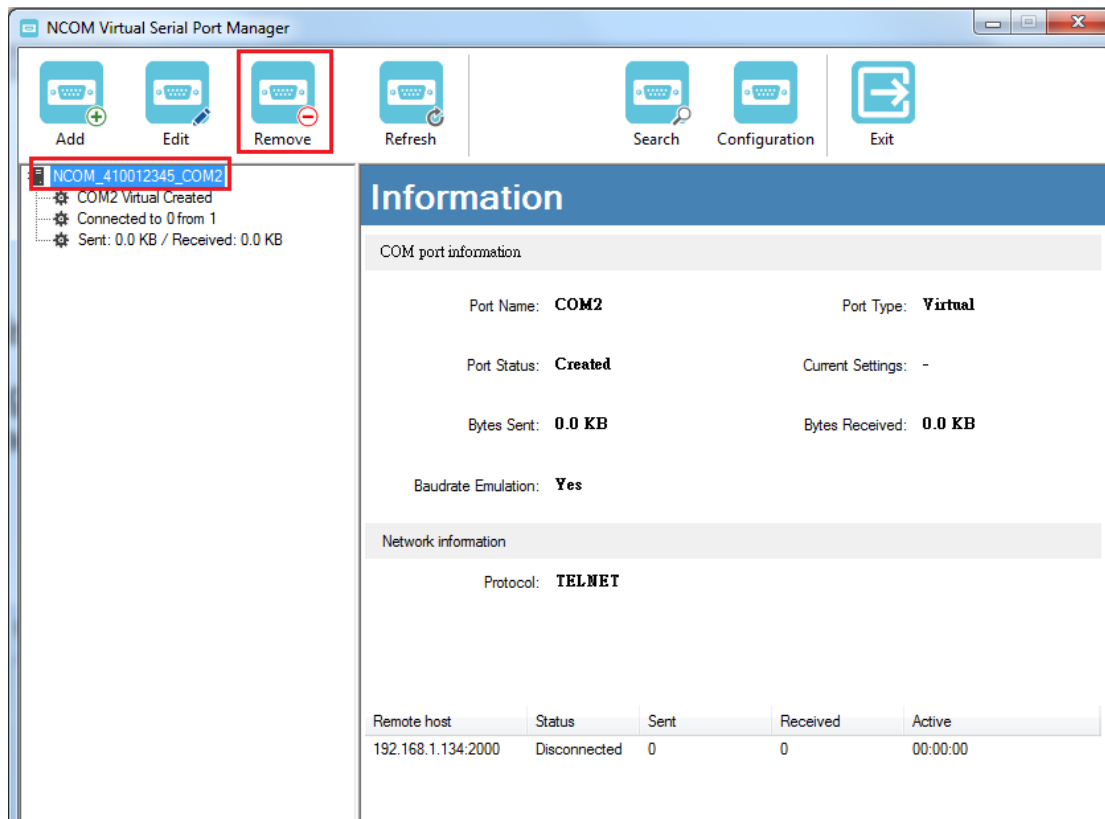 NCOM Virtual Serial Port Manager
Add Edit Remove Refresh Search Configuration Exit
NCOM_410012345_COM2
COM2 Virtual Created
Connected to 0 from 1
Sent: 0.0 KB / Received: 0.0 KB
Information
COM port information
Port Name: COM2 Port Type: Virtual
Port Status: Created Current Settings: -
Bytes Sent: 0.0 KB Bytes Received: 0.0 KB
Baudrate Emulation: Yes
Network information
Protocol: TELNET
Remote host Status Sent Received Active
192.168.1.134:2000 Disconnected 0 0 00:00:00